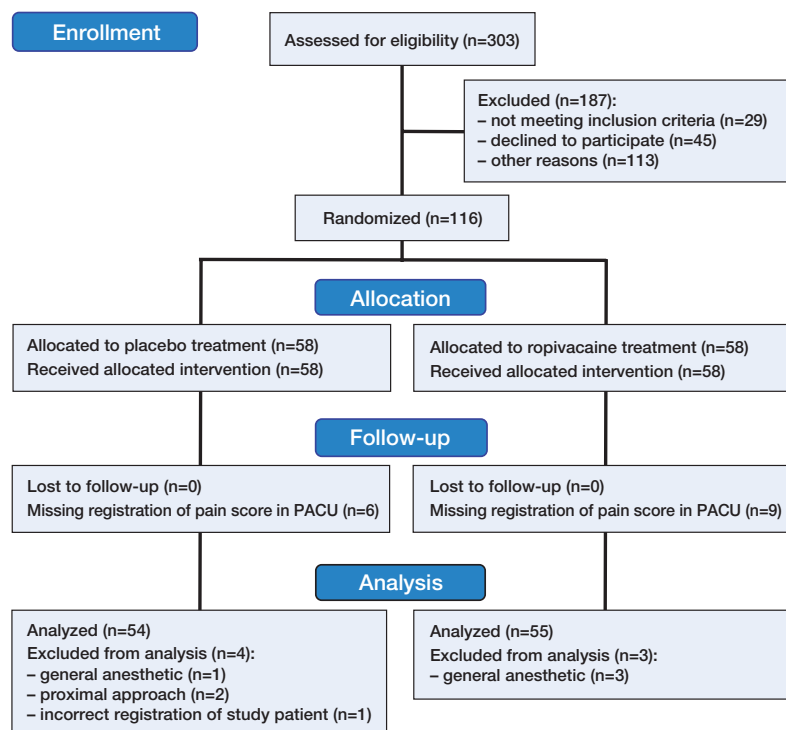 Enrollment
Assessed for eligibility (n=303)
Excluded (n=187):
– not meeting inclusion criteria (n=29)
– declined to participate (n=45)
– other reasons (n=113)
Randomized (n=116)
Allocation
Allocated to placebo treatment (n=58)
Received allocated intervention (n=58)
Allocated to ropivacaine treatment (n=58)
Received allocated intervention (n=58)
Follow-up
Lost to follow-up (n=0)
Missing registration of pain score in PACU (n=6)
Lost to follow-up (n=0)
Missing registration of pain score in PACU (n=9)
Analysis
Analyzed (n=54)
Excluded from analysis (n=4):
– general anesthetic (n=1)
– proximal approach (n=2)
– incorrect registration of study patient (n=1)
Analyzed (n=55)
Excluded from analysis (n=3):
– general anesthetic (n=3)